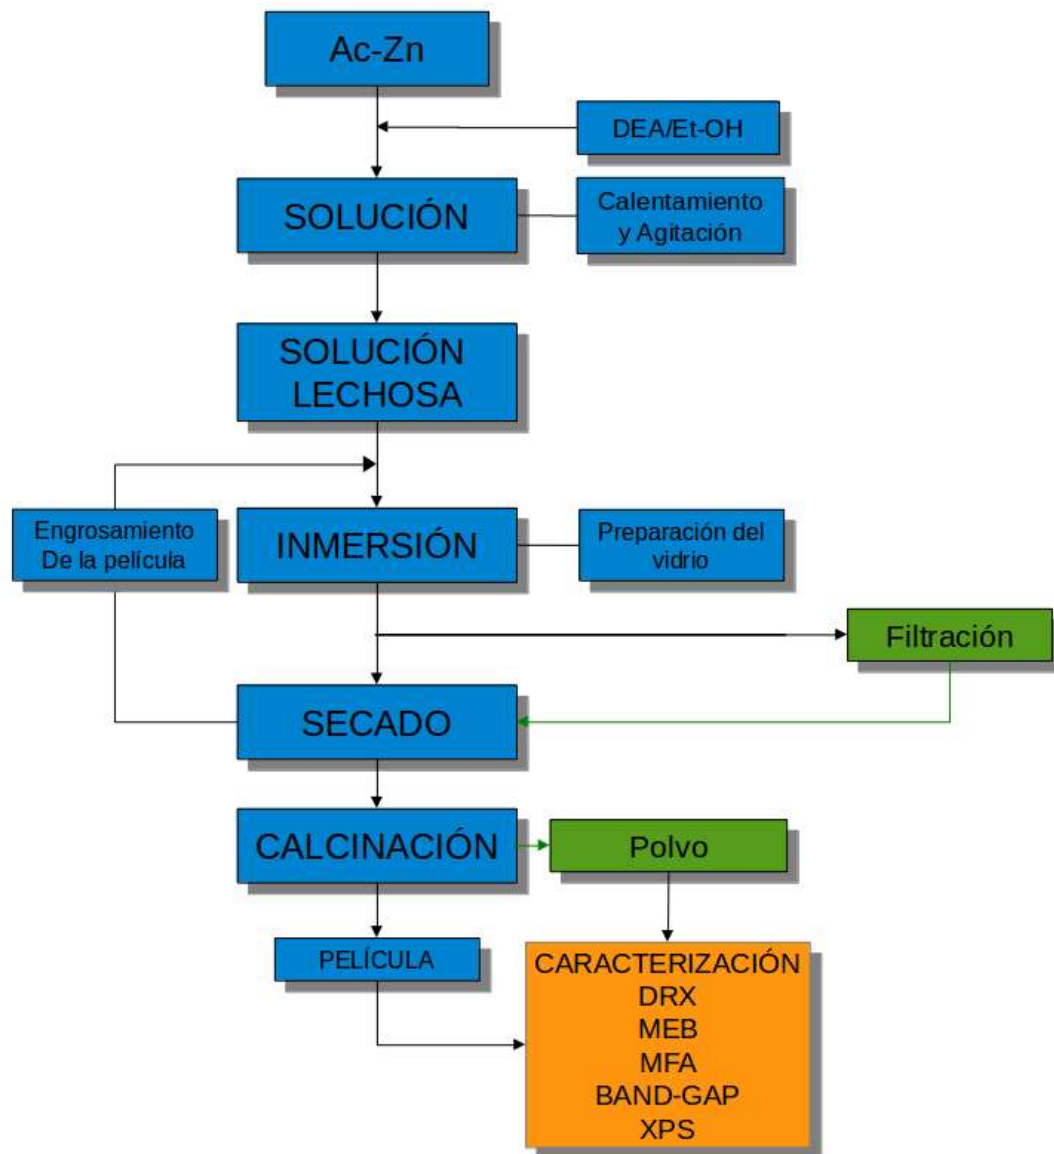 Ac-Zn
DEA/Et-OH
SOLUCIÓN
Calentamiento
y Agitación
SOLUCIÓN
LECHOSA
Engrosamiento
De la película
INMERSIÓN
Preparación del
vidrio
Filtración
SECADO
CALCINACIÓN
Polvo
PELÍCULA
CARACTERIZACIÓN
DRX
MEB
MFA
BAND-GAP
XPS